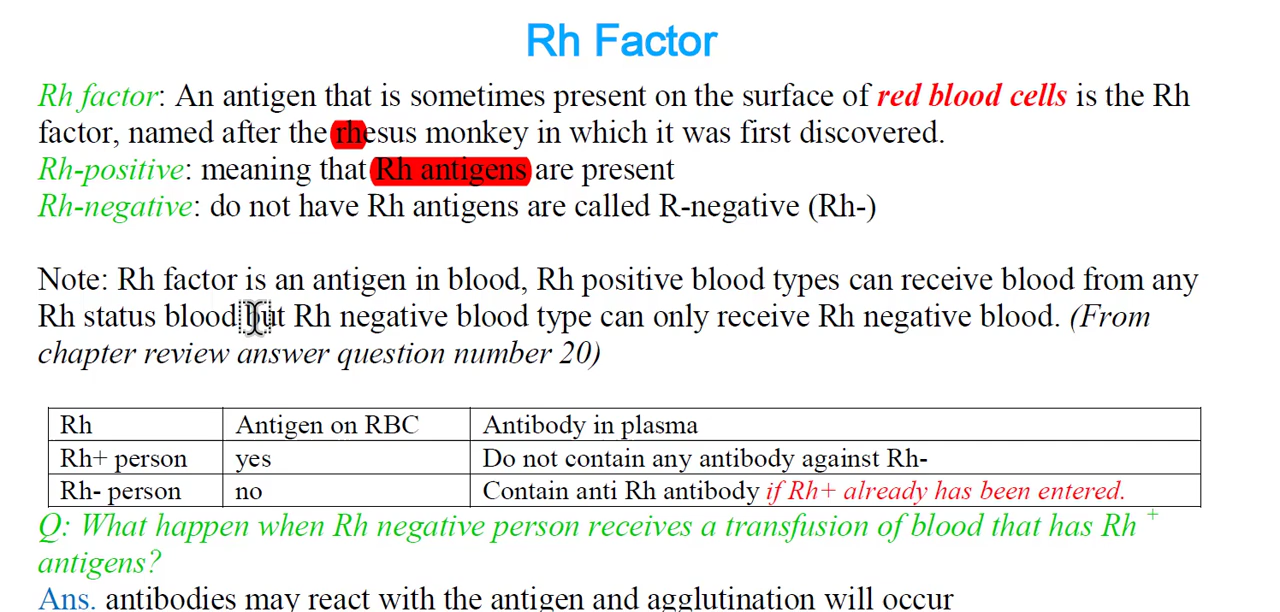 Rh Factor
Rh factor: An antigen that is sometimes present on the surface of red blood cells is the Rh
factor, named after the rhesus monkey in which it was first discovered.
Rh-positive: meaning that Rh antigens are present
Rh-negative: do not have Rh antigens are called R-negative (Rh-)
Note: Rh factor is an antigen in blood, Rh positive blood types can receive blood from any
Rh status blood but Rh negative blood type can only receive Rh negative blood. (From
chapter review answer question number 20)
Rh Antigen on RBC Antibody in plasma
Rh+ person yes Do not contain any antibody against Rh-
Rh- person no Contain anti Rh antibody if Rh+ already has been entered.
Q: What happen when Rh negative person receives a transfusion of blood that has Rh +
antigens?
Ans. antibodies may react with the antigen and agglutination will occur